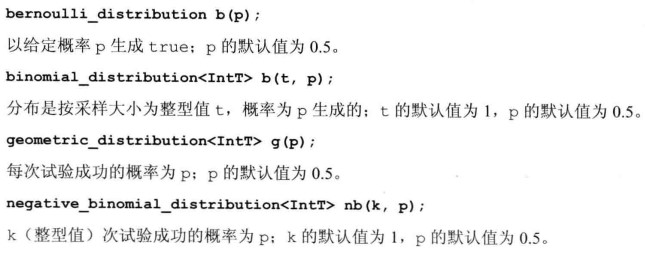 bernoulli_distribution b(p);
以给定概率 p 生成 true；p 的默认值为 0.5。
binomial_distribution<IntT> b(t, p);
分布是按采样大小为整型值 t，概率为 p 生成的；t 的默认值为 1，p 的默认值为 0.5。
geometric_distribution<IntT> g(p);
每次试验成功的概率为 p；p 的默认值为 0.5。
negative_binomial_distribution<IntT> nb(k, p);
k（整型值）次试验成功的概率为 p；k 的默认值为 1，p 的默认值为 0.5。